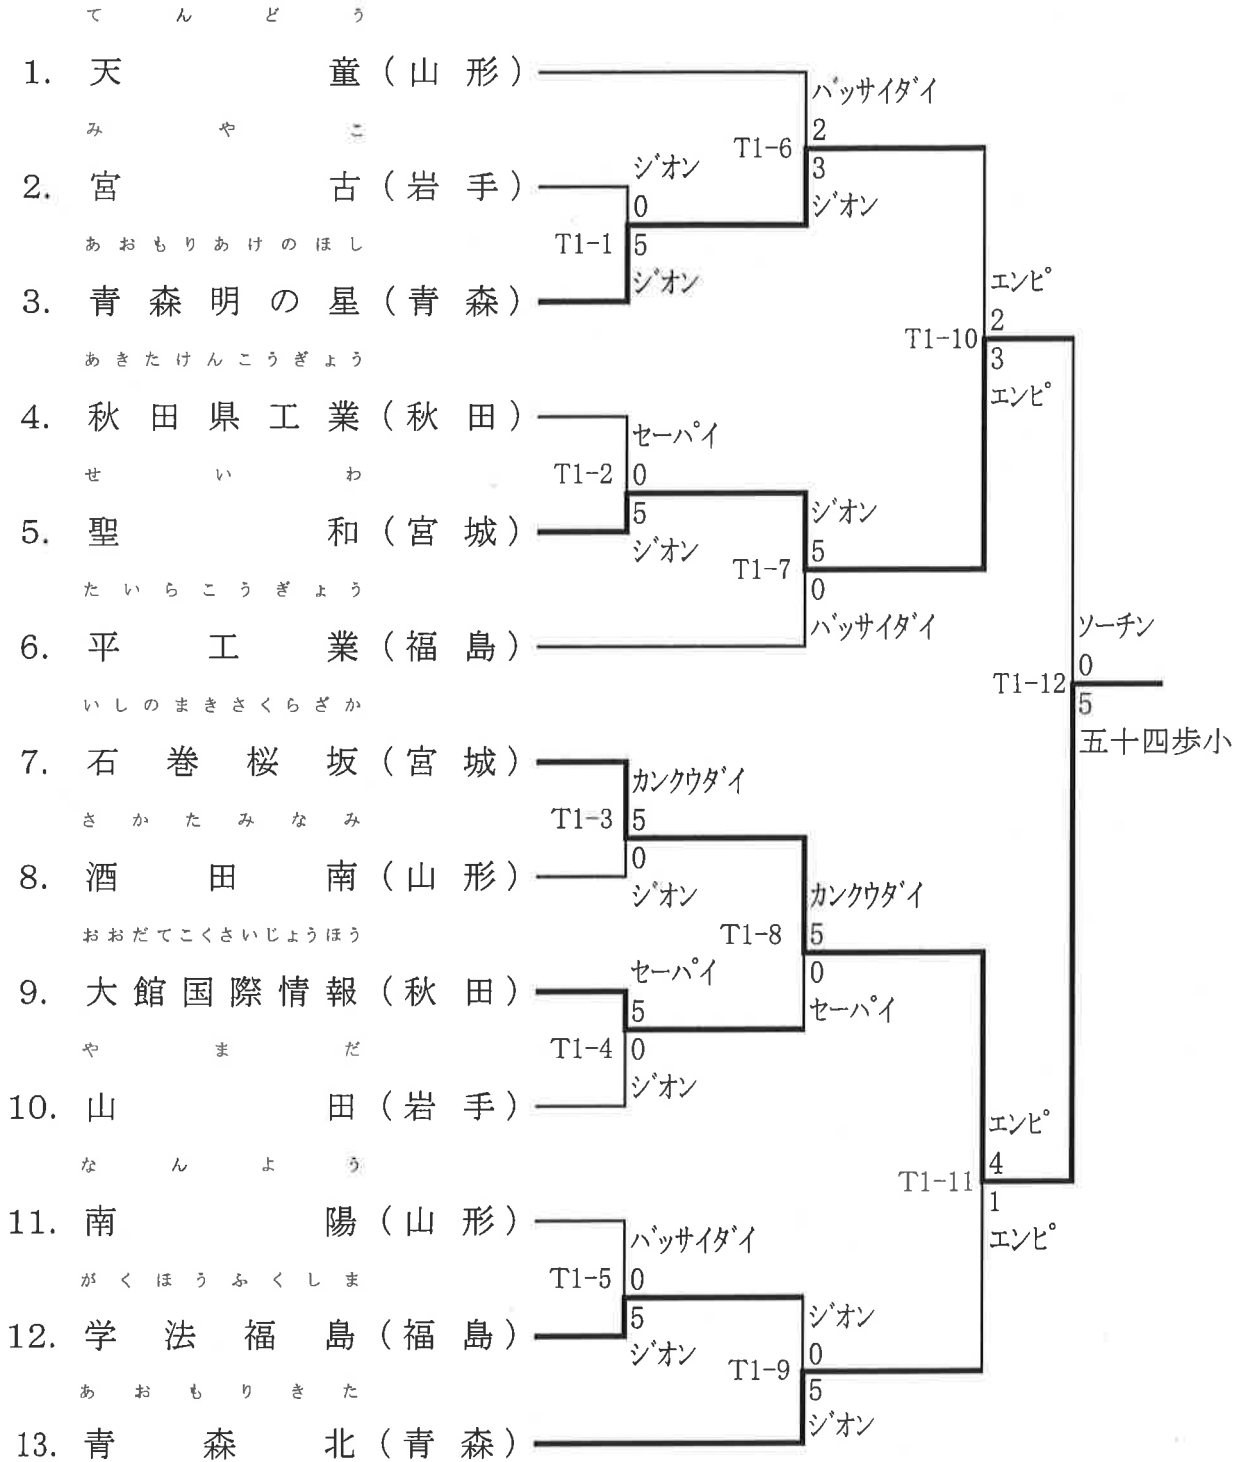 てんどう
1. 天童(山形)
バッサイダイ
みやこ
2
T1-6
ジオン
3
2. 宮古(岩手)
0
ジオン
あおもりあけのほし
T1-1
5
ジオン
エンピ
3. 青森明の星(青森)
2
T1-10
あきたけんこうぎょう
3
エンピ
4. 秋田県工業(秋田)
セーパイ
せいわ
T1-2
0
5
ジオン
5. 聖和(宮城)
ジオン
5
T1-7
たいらこうぎょう
0
バッサイダイ
ソーチン
6. 平工業(福島)
0
T1-12
いしのまきさくらざか
5
五十四歩小
7. 石巻桜坂(宮城)
カンクウダイ
さかたみなみ
T1-3
5
0
8. 酒田南(山形)
ジオン
カンクウダイ
おおだてこくさいじょうほう
T1-8
5
セーパイ
0
9. 大館国際情報(秋田)
5
セーパイ
やまだ
T1-4
0
ジオン
10. 山田(岩手)
エンピ
なんよう
4
T1-11
1
11. 南陽(山形)
バッサイダイ
エンピ
がくほうふくしま
T1-5
0
5
ジオン
12. 学法福島(福島)
ジオン
0
T1-9
あおもりきた
5
ジオン
13. 青森北(青森)